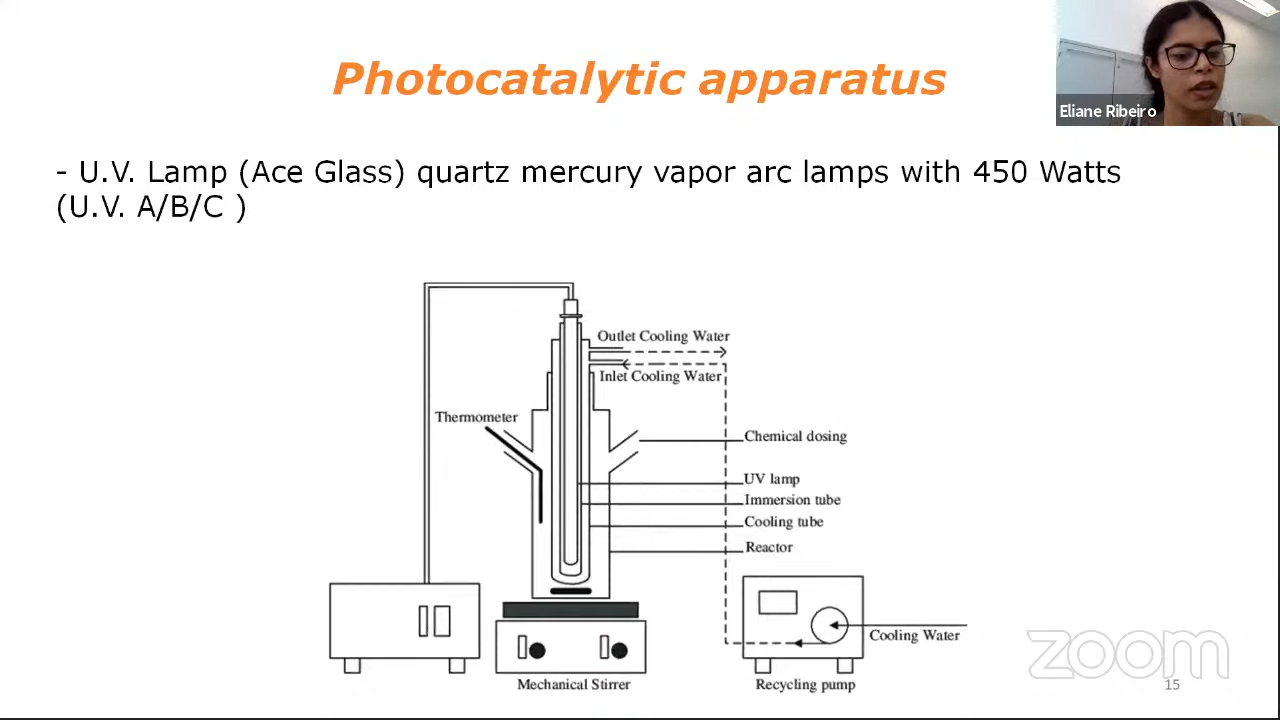 Photocatalytic apparatus
Eliane Ribeiro
- U.V. Lamp (Ace Glass) quartz mercury vapor arc lamps with 450 Watts
(U.V. A/B/C )
Outlet Cooling Water
Inlet Cooling Water
Thermometer
Chemical dosing
UV lamp
Immersion tube
Cooling tube
Reactor
Cooling Water
Mechanical Stirrer
Recycling pump
zoom
15